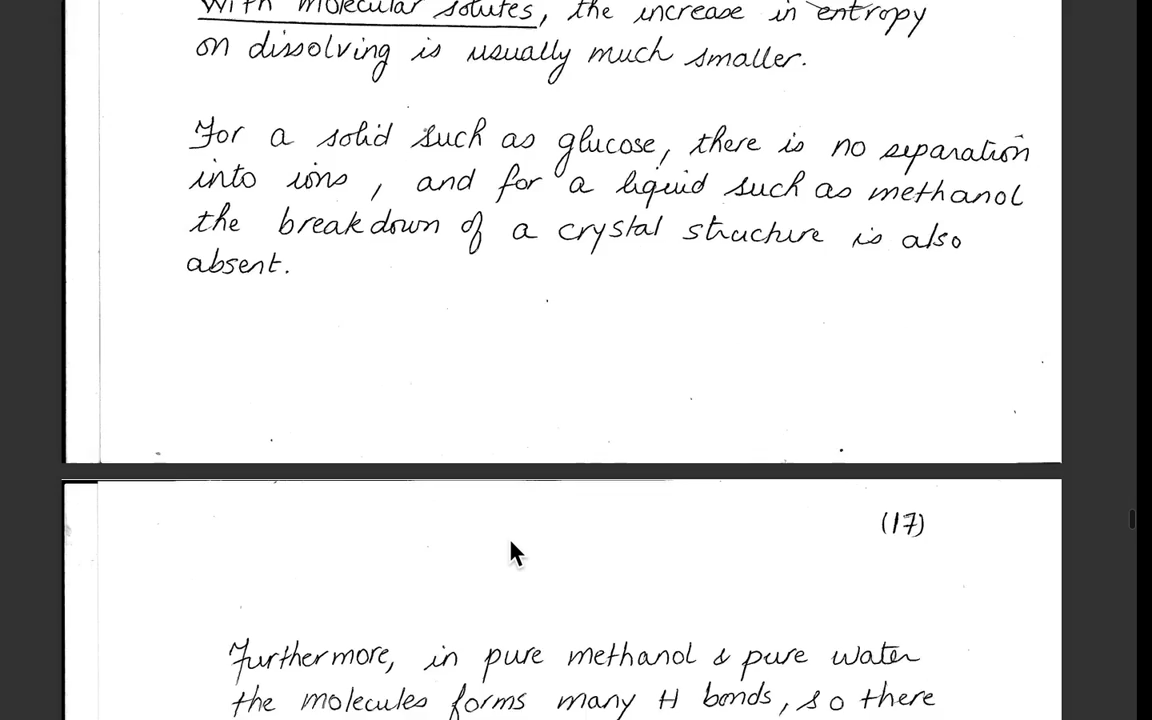 With molecular solutes, the increase in entropy
on dissolving is usually much smaller.
For a solid such as glucose, there is no separation
into ions, and for a liquid such as methanol
the breakdown of a crystal structure is also
absent.
(17)
Furthermore, in pure methanol & pure water
the molecules forms many H bonds, so there